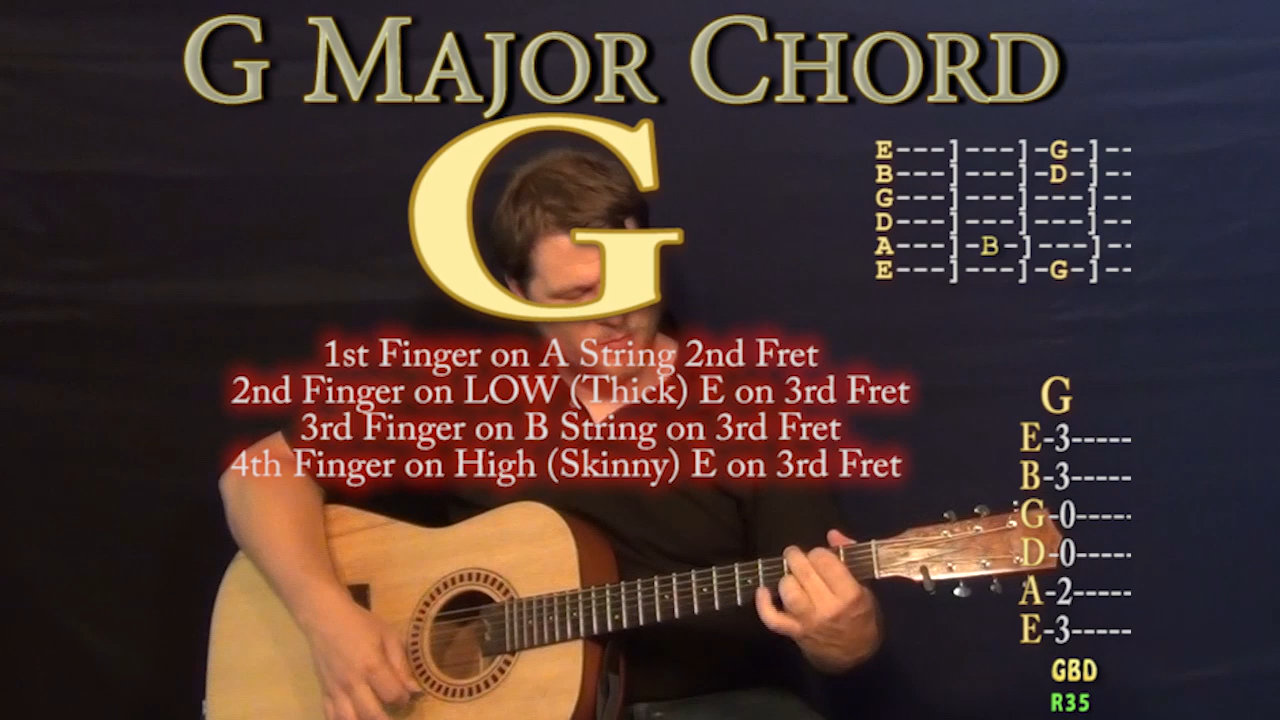 G Major Chord
G
E---]---]-G-]--
B---]---]-D-]--
G---]---]---]--
D---]---]---]--
A---]-B-]---]--
E---]---]-G-]--
1st Finger on A String 2nd Fret
2nd Finger on LOW (Thick) E on 3rd Fret
3rd Finger on B String on 3rd Fret
4th Finger on High (Skinny) E on 3rd Fret
G
E-3-----
B-3-----
G-0-----
D-0-----
A-2-----
E-3-----
GBD
R35